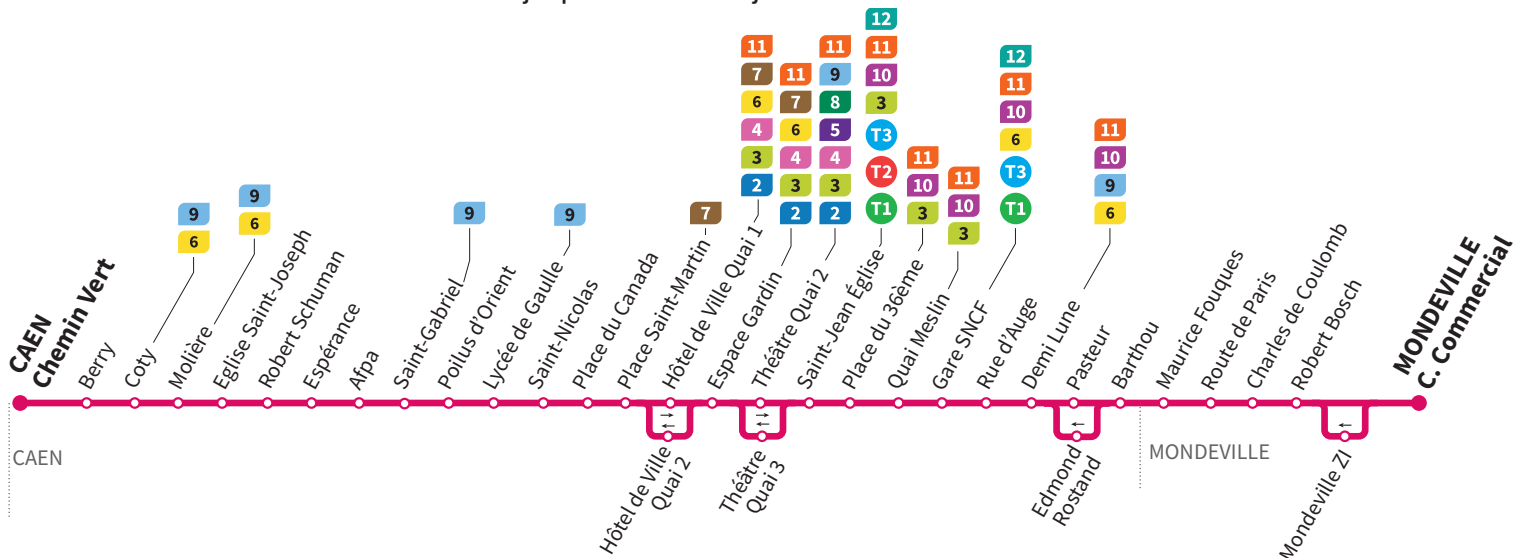 12
11
10
3
T3
T2
T1
11
7
6
4
3
2
11
7
6
4
3
2
11
9
8
5
4
3
2
12
11
10
6
T3
T1
11
10
9
6
11
10
3
11
10
3
9
6
9
6
9
9
7
CAEN
Chemin Vert
Berry
Coty
Molière
Eglise Saint-Joseph
Robert Schuman
Espérance
Afpa
Saint-Gabriel
Poilus d'Orient
Lycée de Gaulle
Saint-Nicolas
Place du Canada
Place Saint-Martin
Hôtel de Ville Quai 1
Espace Gardin
Théâtre Quai 2
Saint-Jean Église
Place du 36ème
Quai Meslin
Gare SNCF
Rue d'Auge
Demi Lune
Pasteur
Barthou
Maurice Fouques
Route de Paris
Charles de Coulomb
Robert Bosch
MONDEVILLE
C. Commercial
CAEN
Hôtel de Ville
Quai 2
Théâtre
Quai 3
Edmond
Rostand
MONDEVILLE
Mondeville ZI